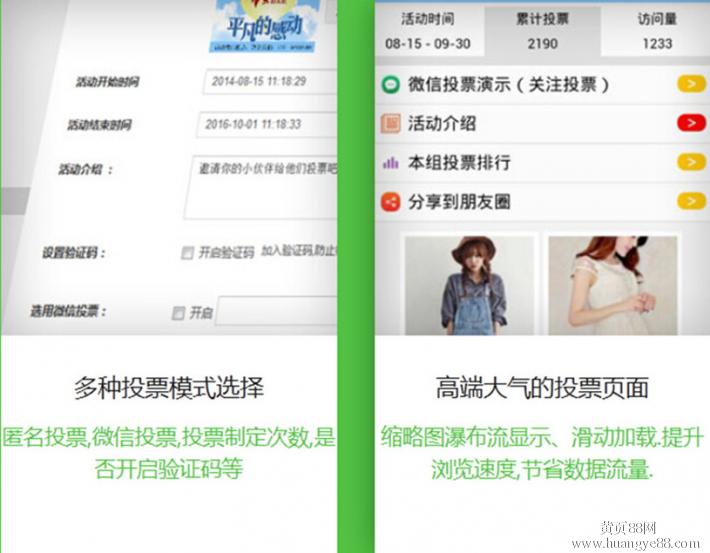 平凡的感动
活动开始时间 2014-08-15 11:18:29
活动结束时间 2016-10-01 11:18:33
活动介绍： 邀请你的小伙伴给他们投票吧
设置验证码： 开启验证码 加入验证码,防止
选用微信投票： 开启
多种投票模式选择
匿名投票,微信投票,投票制定次数,是
否开启验证码等
活动时间 累计投票 访问量
08-15 - 09-30 2190 1233
微信投票演示（关注投票） >
活动介绍 >
本组投票排行 >
分享到朋友圈 >
高端大气的投票页面
缩略图瀑布流显示、滑动加载.提升
浏览速度,节省数据流量.
黄页88网
www.huangye88.com